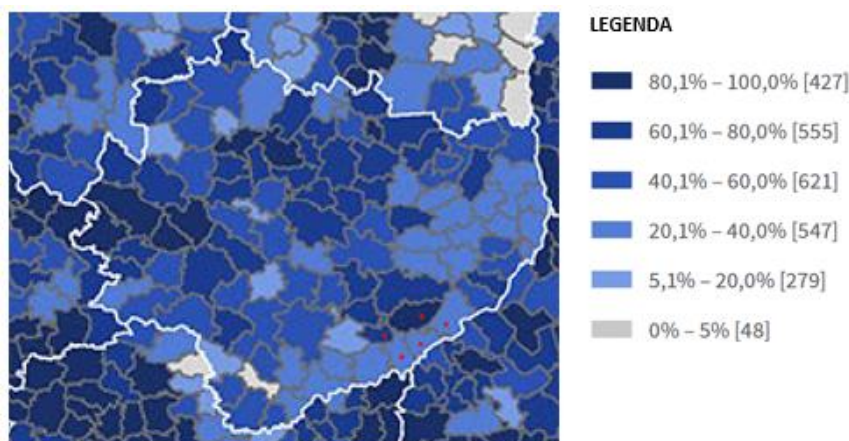 LEGENDA
80,1% – 100,0% [427]
60,1% – 80,0% [555]
40,1% – 60,0% [621]
20,1% – 40,0% [547]
5,1% – 20,0% [279]
0% – 5% [48]